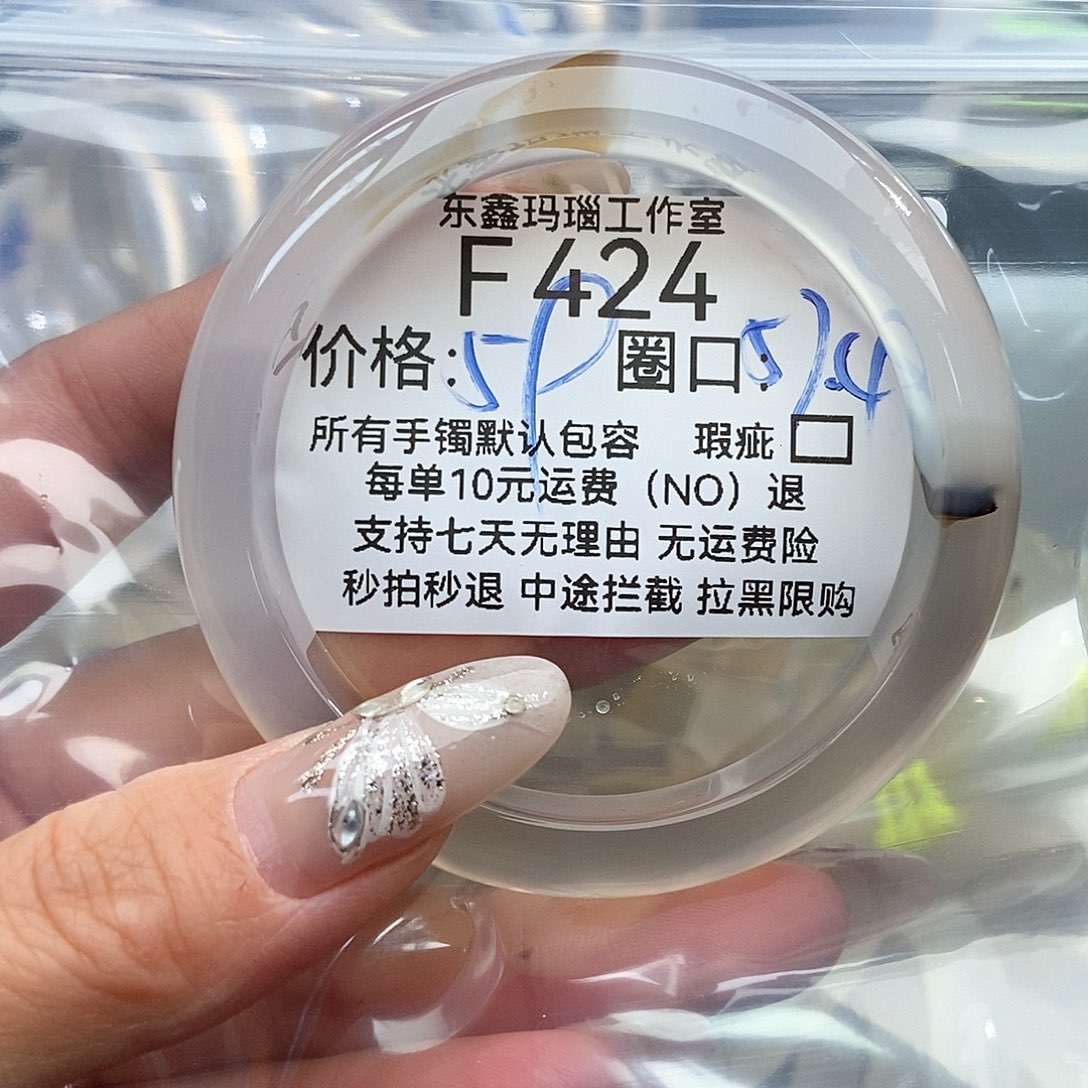 东鑫玛瑙工作室
F424
价格: 圈口:57.4
所有手镯默认包容 瑕疵
每单10元运费（NO）退
支持七天无理由 无运费险
秒拍秒退 中途拦截 拉黑限购